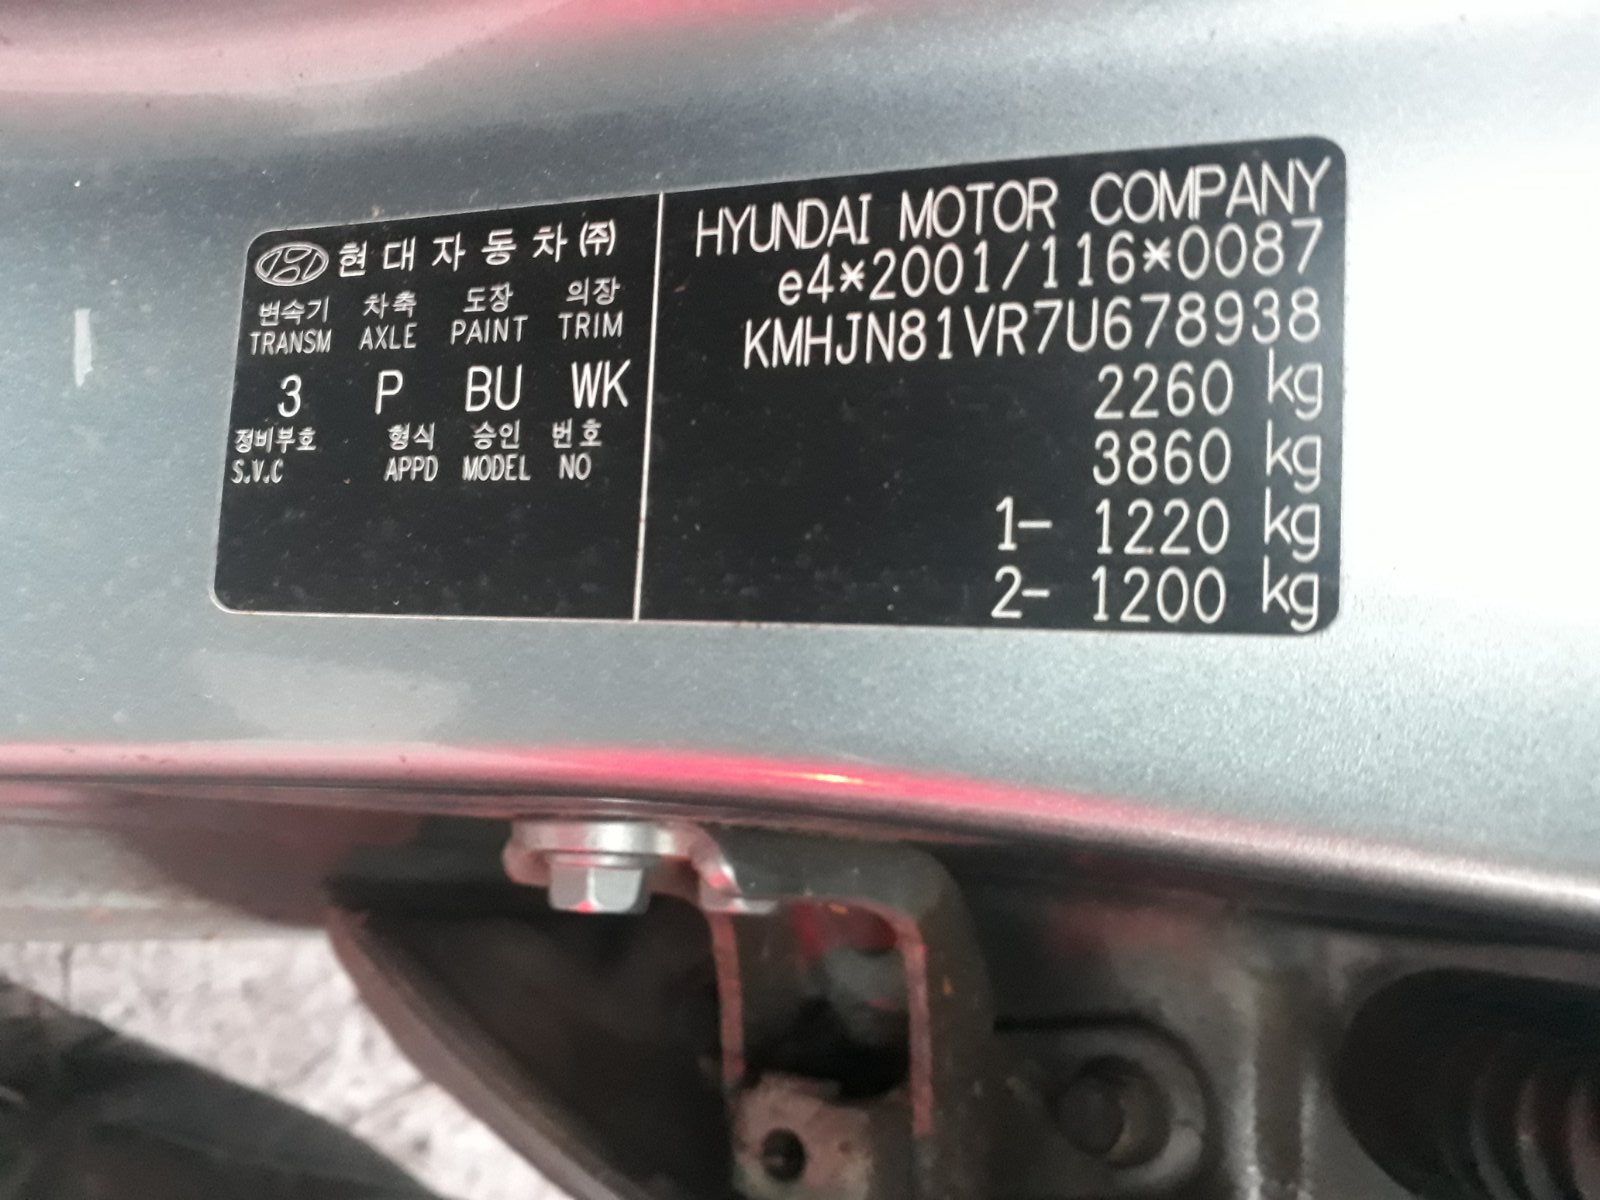 현대자동차(주)
변속기 차축 도장 의장
TRANSM AXLE PAINT TRIM
3 P BU WK
정비부호 형식 승인 번호
S.V.C APPD MODEL NO
HYUNDAI MOTOR COMPANY
e4*2001/116*0087
KMHJN81VR7U678938
2260 kg
3860 kg
1- 1220 kg
2- 1200 kg